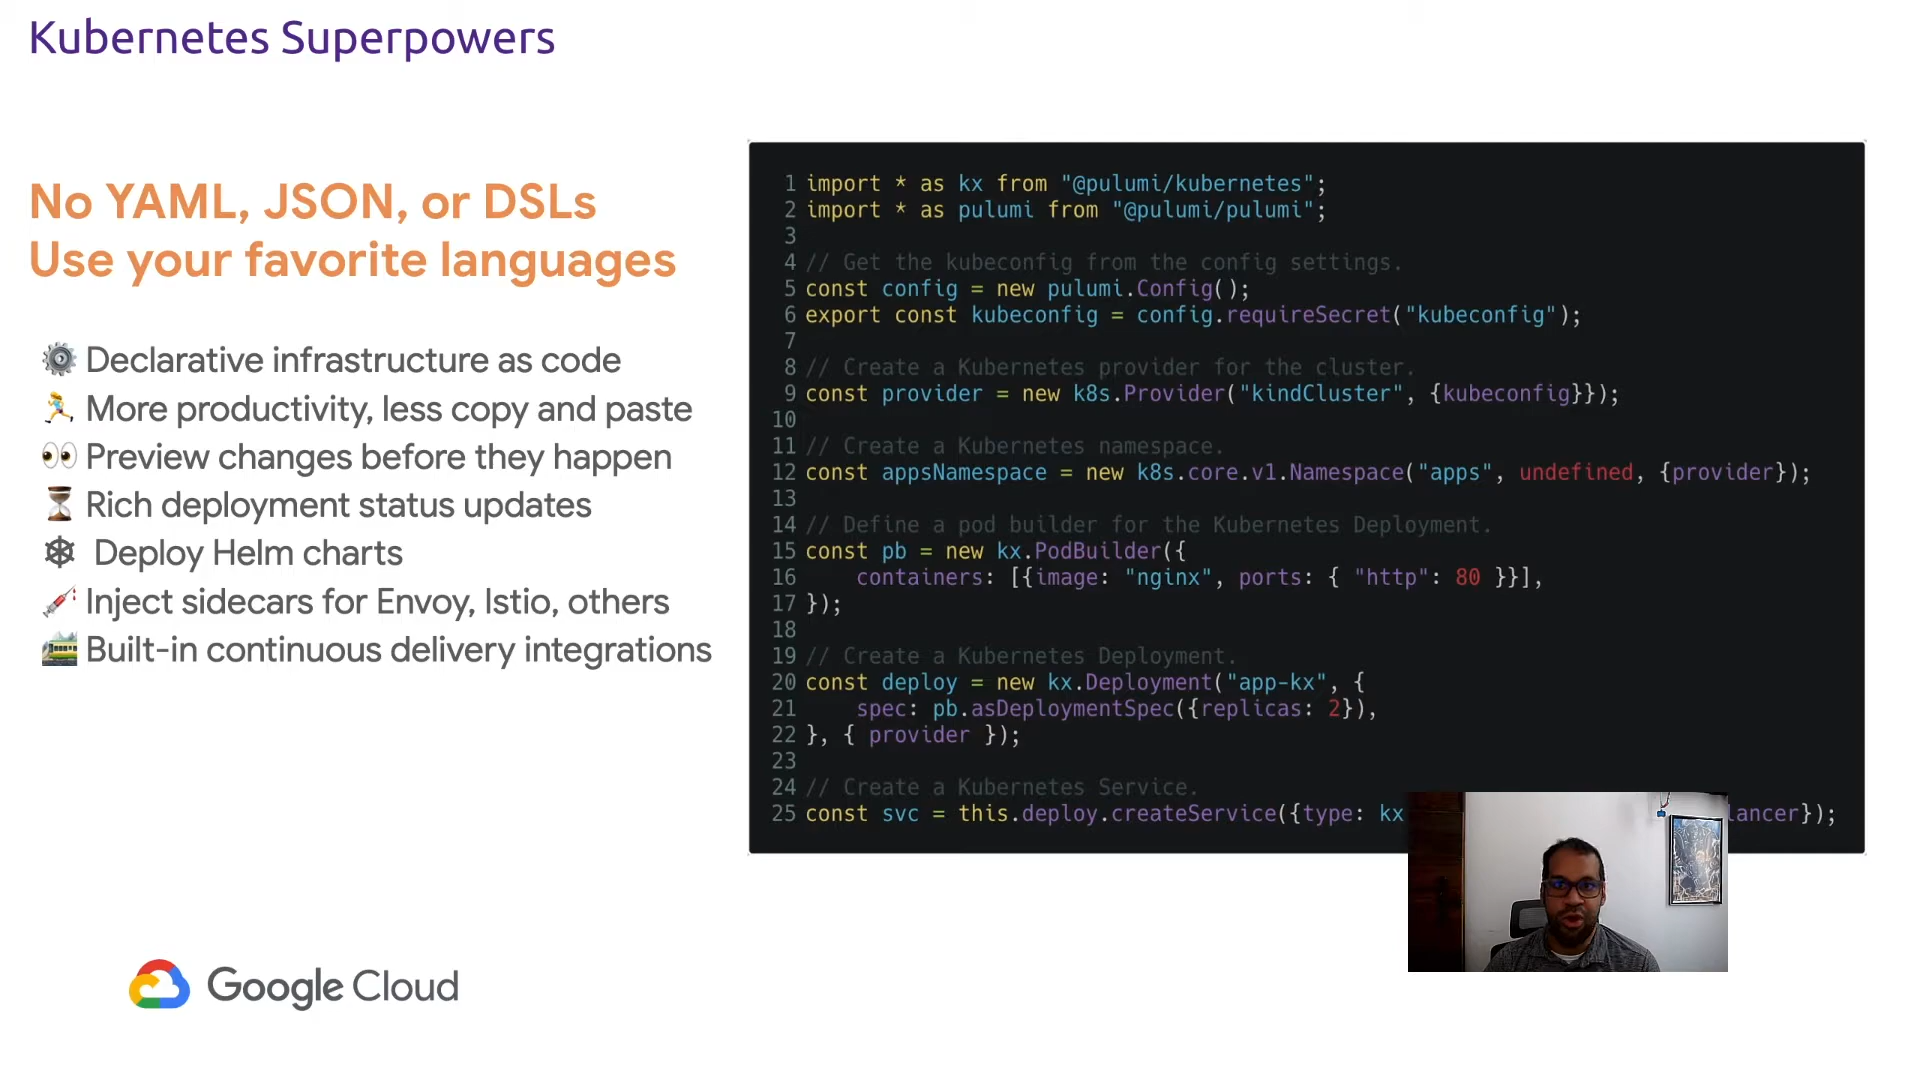 Kubernetes Superpowers
No YAML, JSON, or DSLs
Use your favorite languages
Declarative infrastructure as code
More productivity, less copy and paste
Preview changes before they happen
Rich deployment status updates
Deploy Helm charts
Inject sidecars for Envoy, Istio, others
Built-in continuous delivery integrations
1 import * as kx from "@pulumi/kubernetes";
2 import * as pulumi from "@pulumi/pulumi";
3
4 // Get the kubeconfig from the config settings.
5 const config = new pulumi.Config();
6 export const kubeconfig = config.requireSecret("kubeconfig");
7
8 // Create a Kubernetes provider for the cluster.
9 const provider = new k8s.Provider("kindCluster", {kubeconfig}});
10
11 // Create a Kubernetes namespace.
12 const appsNamespace = new k8s.core.v1.Namespace("apps", undefined, {provider});
13
14 // Define a pod builder for the Kubernetes Deployment.
15 const pb = new kx.PodBuilder({
16     containers: [{image: "nginx", ports: { "http": 80 }}],
17 });
18
19 // Create a Kubernetes Deployment.
20 const deploy = new kx.Deployment("app-kx", {
21     spec: pb.asDeploymentSpec({replicas: 2}),
22 }, { provider });
23
24 // Create a Kubernetes Service.
25 const svc = this.deploy.createService({type: kx lancer});
Google Cloud